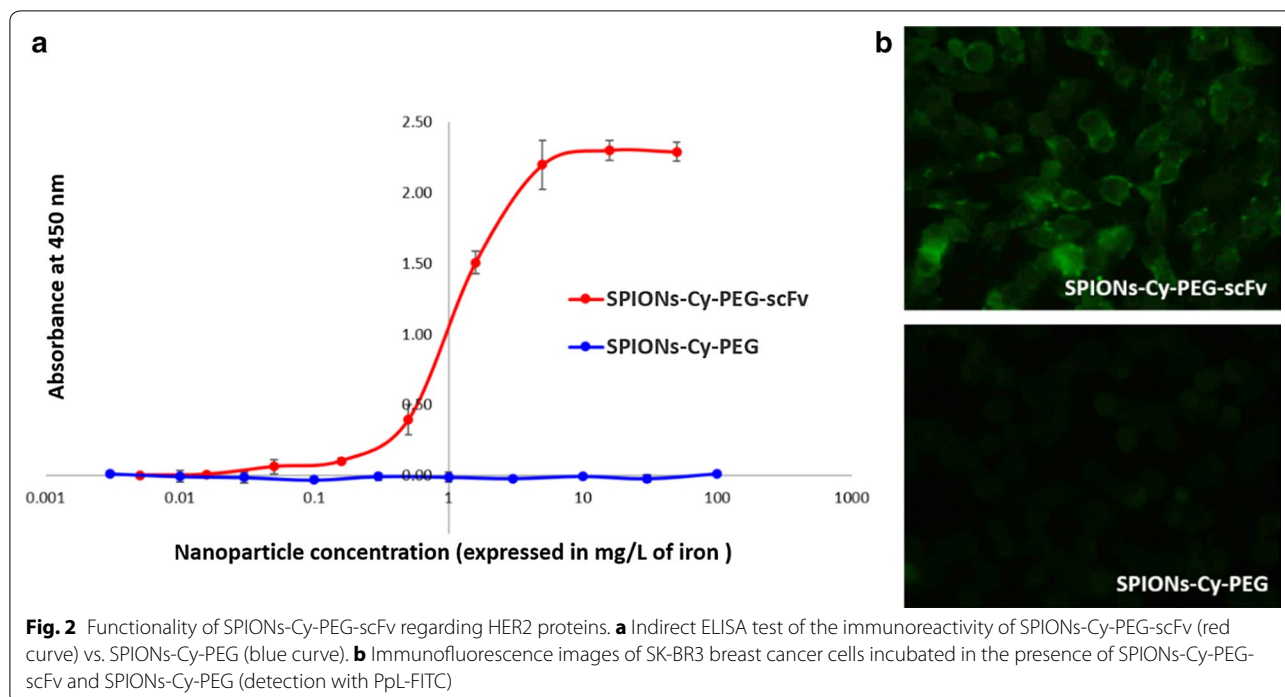 a
b
2.50
2.00
1.50
1.00
0.50
0.00
Absorbance at 450 nm
SPIONs-Cy-PEG-scFv
SPIONs-Cy-PEG
0.001
0.01
0.1
1
10
100
1000
Nanoparticle concentration (expressed in mg/L of iron )
SPIONs-Cy-PEG-scFv
SPIONs-Cy-PEG
Fig. 2 Functionality of SPIONs-Cy-PEG-scFv regarding HER2 proteins. a Indirect ELISA test of the immunoreactivity of SPIONs-Cy-PEG-scFv (red
curve) vs. SPIONs-Cy-PEG (blue curve). b Immunofluorescence images of SK-BR3 breast cancer cells incubated in the presence of SPIONs-Cy-PEG-
scFv and SPIONs-Cy-PEG (detection with PpL-FITC)